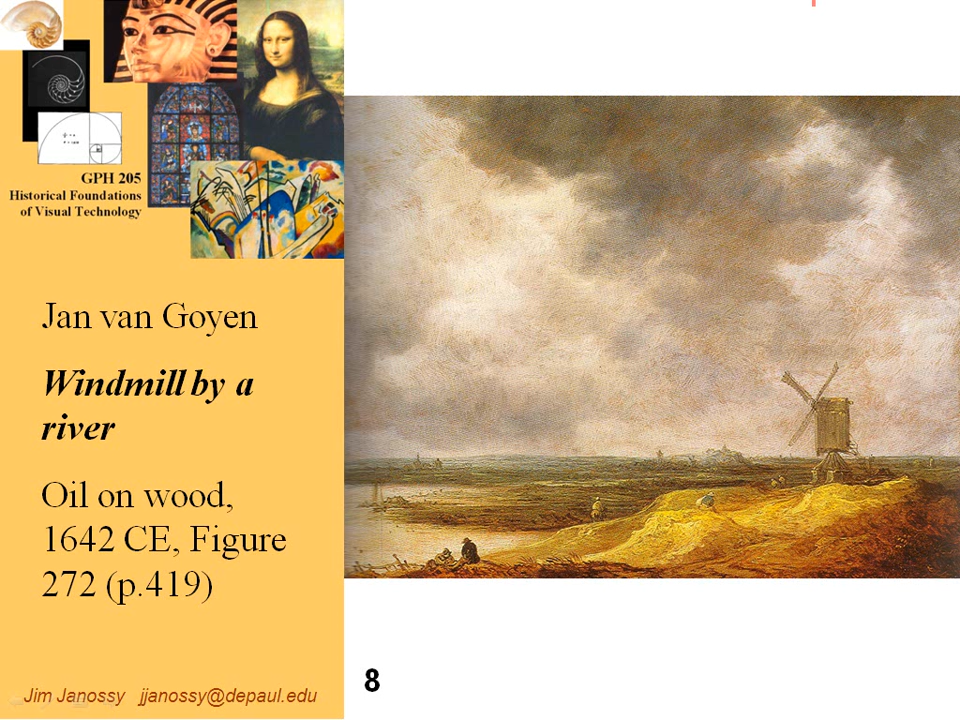 GPH 205
Historical Foundations
of Visual Technology
Jan van Goyen
Windmill by a
river
Oil on wood,
1642 CE, Figure
272 (p.419)
Jim Janossy jjanossy@depaul.edu
8